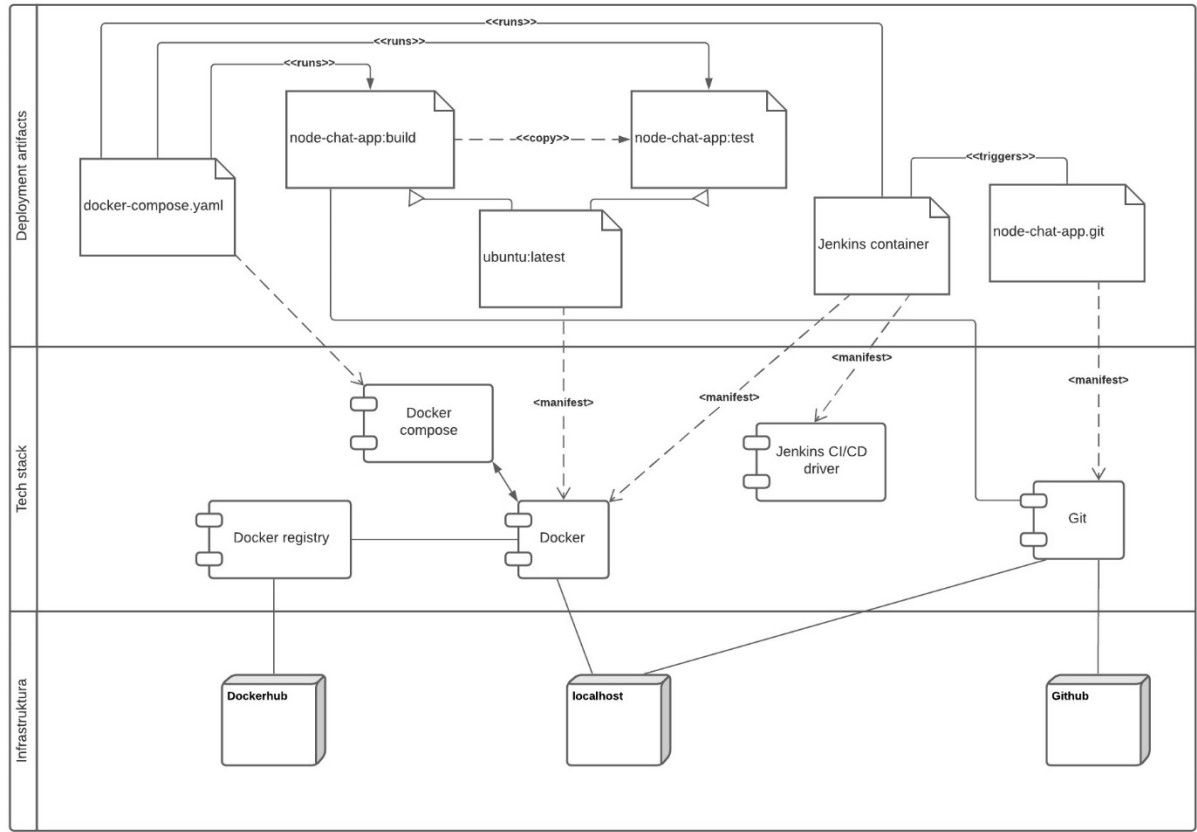 Deployment artifacts
<<runs>>
<<runs>>
<<runs>>
node-chat-app:build
<<copy>>
node-chat-app:test
<<triggers>>
docker-compose.yaml
ubuntu:latest
Jenkins container
node-chat-app.git
Tech stack
<manifest>
<manifest>
<manifest>
<manifest>
Docker
compose
Jenkins CI/CD
driver
Docker registry
Docker
Git
Infrastruktura
Dockerhub
localhost
Github